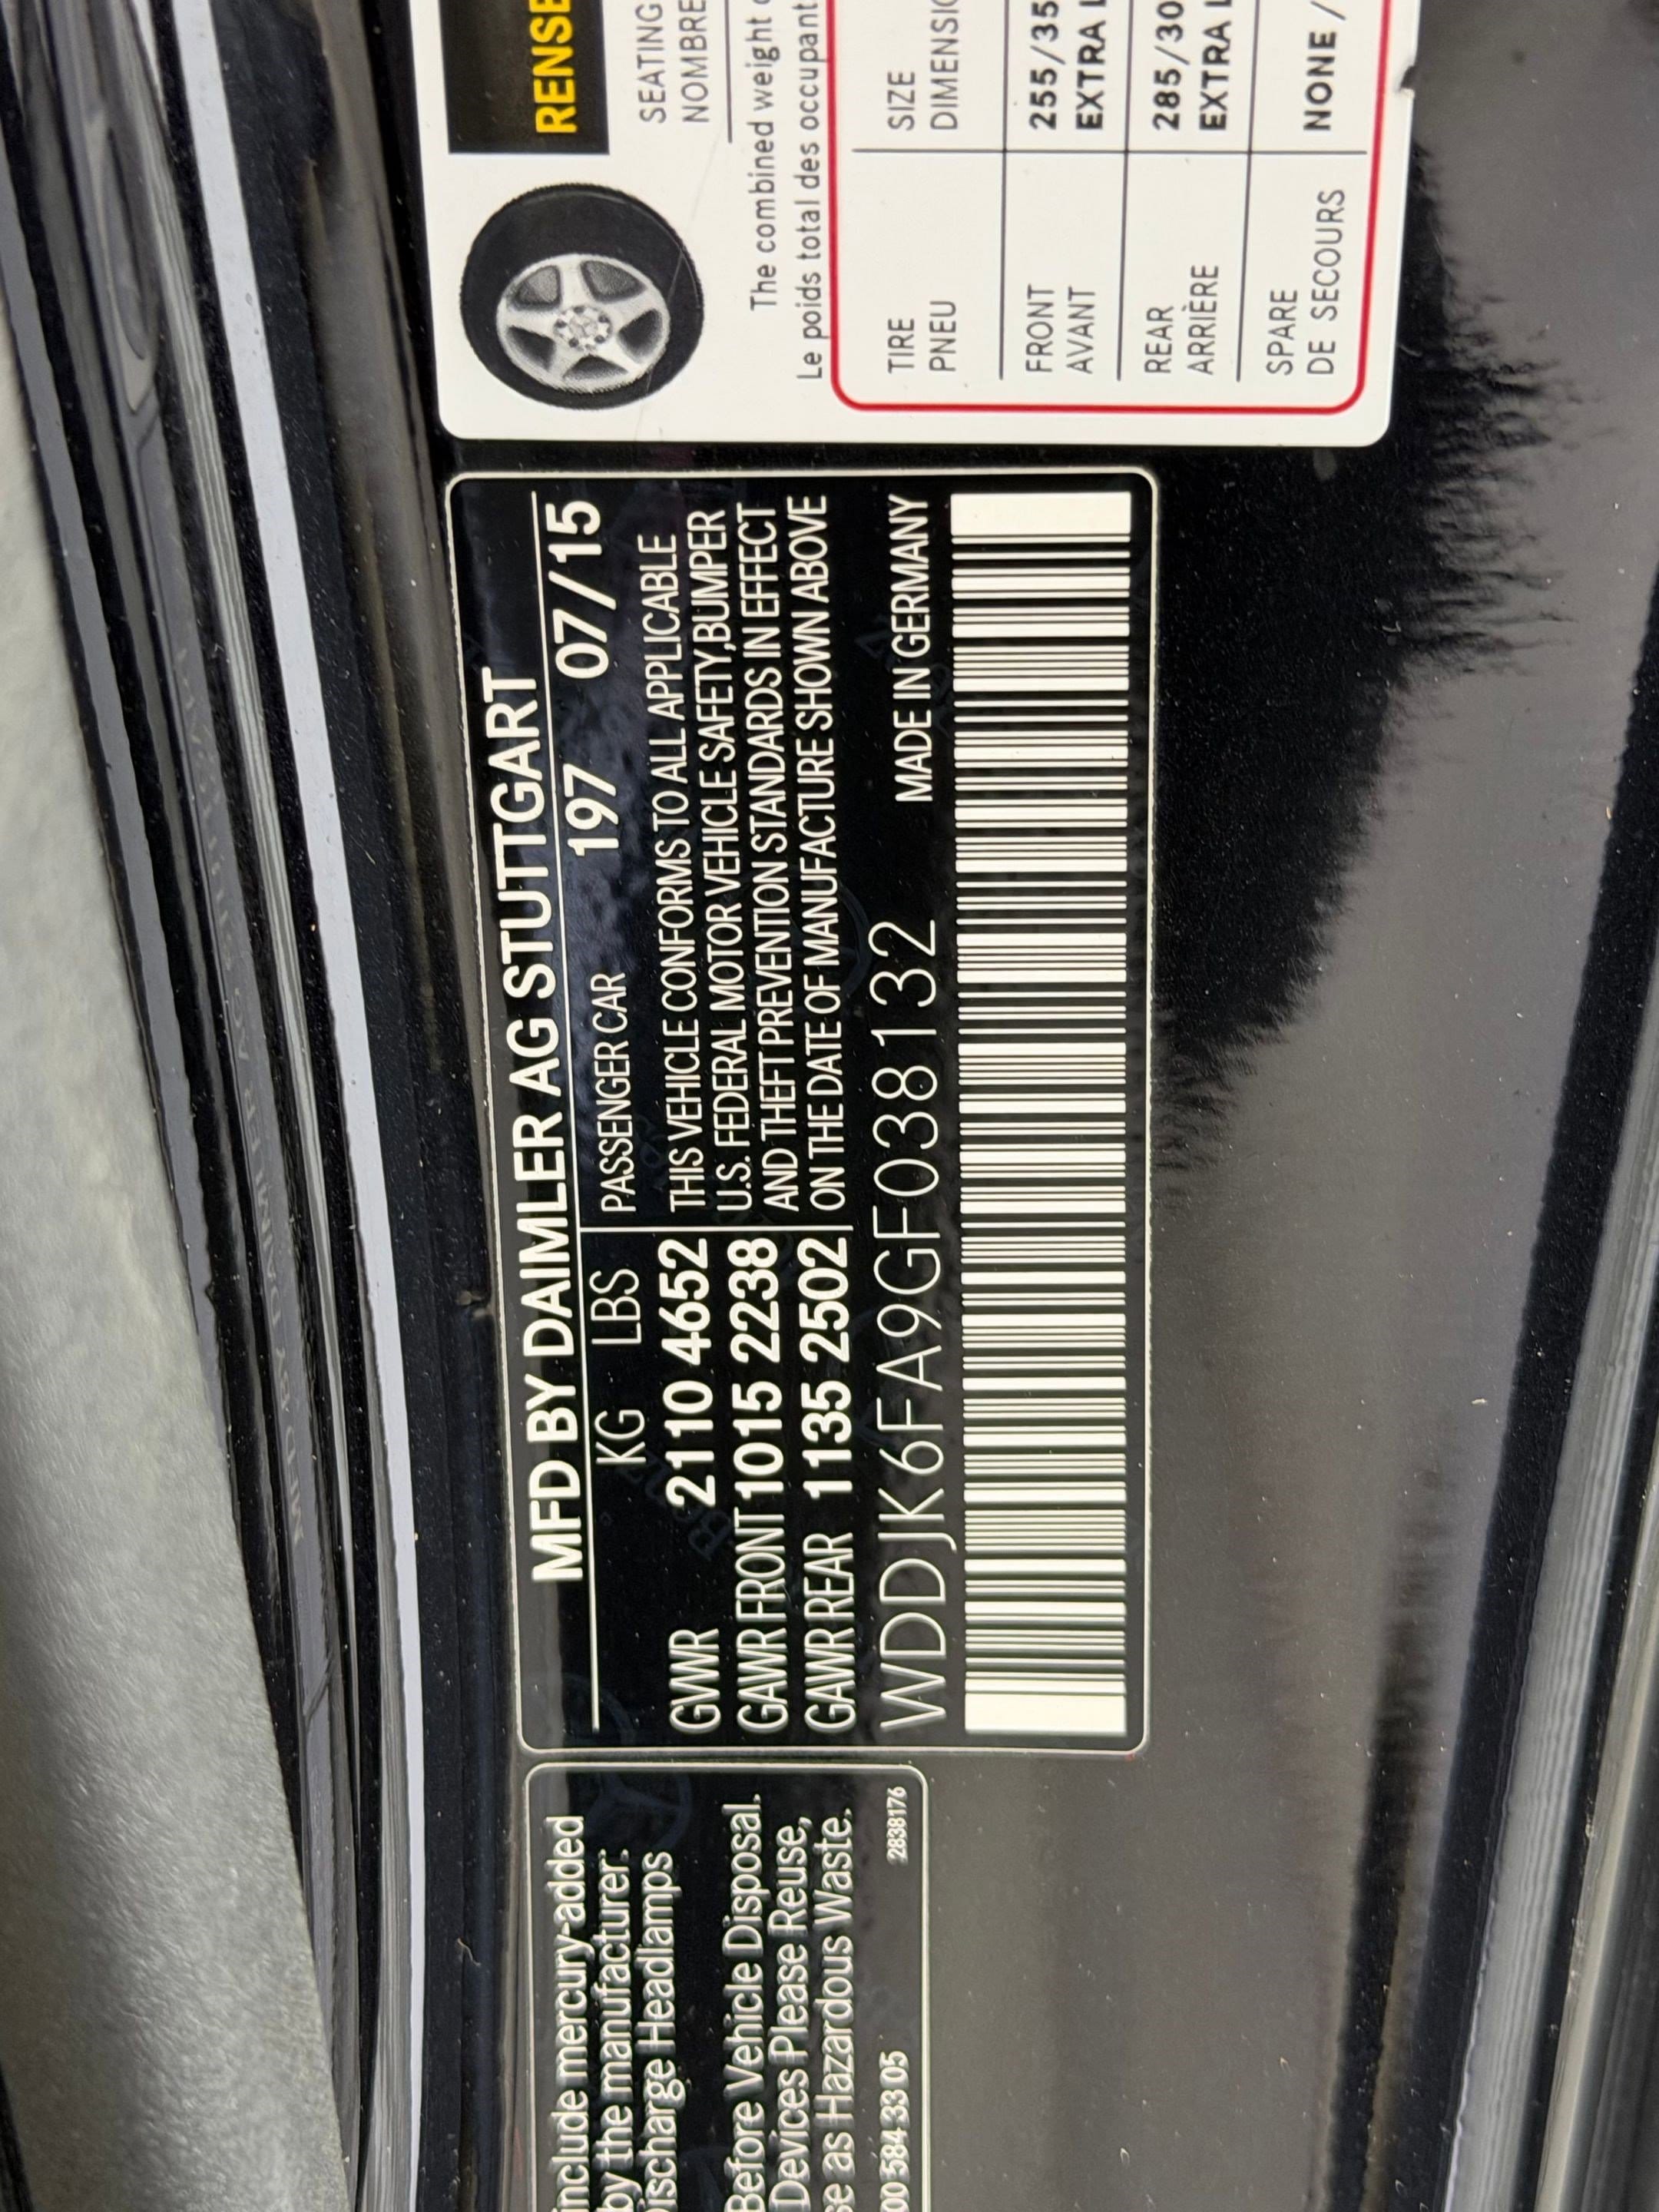 include mercury-added
by the manufacturer:
ischarge Headlamps
Before Vehicle Disposal.
Devices Please Reuse,
se as Hazardous Waste.
00 584 33 05 2838176
MFD BY DAIMLER AG STUTTGART
KG LBS PASSENGER CAR 197 07/15
GVWR 2110 4652 THIS VEHICLE CONFORMS TO ALL APPLICABLE
GAWR FRONT 1015 2238 U.S. FEDERAL MOTOR VEHICLE SAFETY,BUMPER
AND THEFT PREVENTION STANDARDS IN EFFECT
GAWR REAR 1135 2502 ON THE DATE OF MANUFACTURE SHOWN ABOVE
WDDJK6FA9GF038132 MADE IN GERMANY
RENSE
SEATING
NOMBRE
The combined weight
Le poids total des occupant
TIRE SIZE
PNEU DIMENSIO
FRONT 255/35
AVANT EXTRA L
REAR 285/30
ARRIÈRE EXTRA L
SPARE NONE /
DE SECOURS